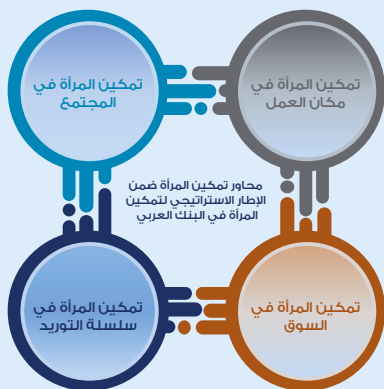 تمكين المرأة في
مكان العمل
تمكين المرأة في
المجتمع
محاور تمكين المرأة ضمن
الإطار الاستراتيجي لتمكين
المرأة في البنك العربي
تمكين المرأة في
السوق
تمكين المرأة في
سلسلة التوريد